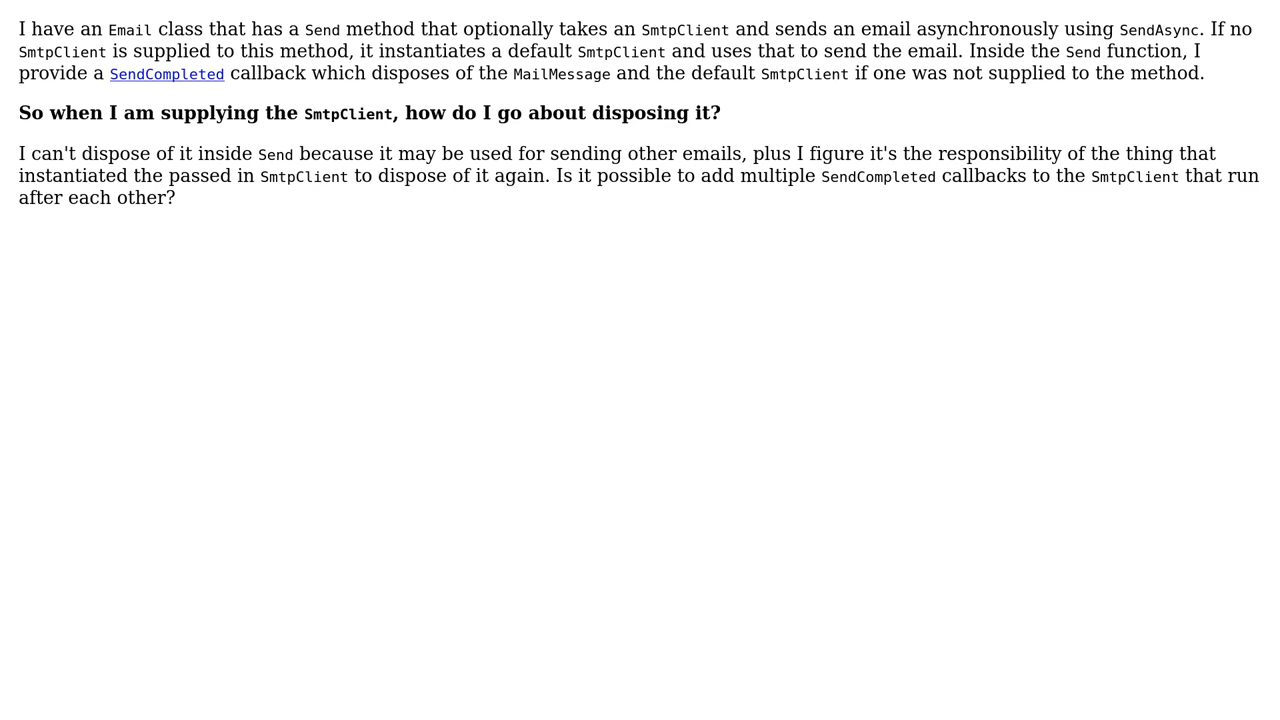 I have an Email class that has a Send method that optionally takes an SmtpClient and sends an email asynchronously using SendAsync. If no
SmtpClient is supplied to this method, it instantiates a default SmtpClient and uses that to send the email. Inside the Send function, I
provide a SendCompleted callback which disposes of the MailMessage and the default SmtpClient if one was not supplied to the method.
So when I am supplying the SmtpClient, how do I go about disposing it?
I can't dispose of it inside Send because it may be used for sending other emails, plus I figure it's the responsibility of the thing that
instantiated the passed in SmtpClient to dispose of it again. Is it possible to add multiple SendCompleted callbacks to the SmtpClient that run
after each other?